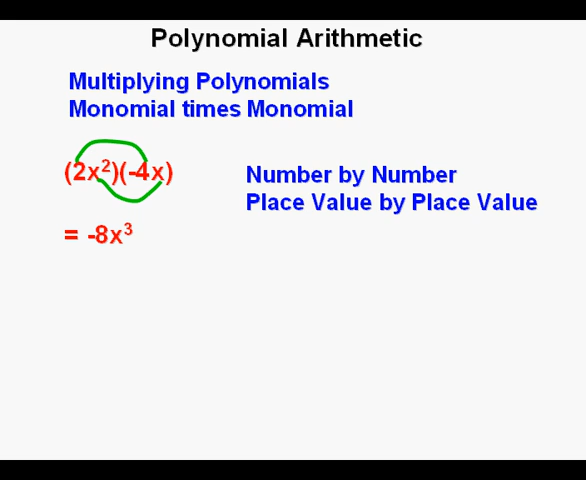 Polynomial Arithmetic
Multiplying Polynomials
Monomial times Monomial
(2x²)(-4x)
Number by Number
Place Value by Place Value
= -8x³